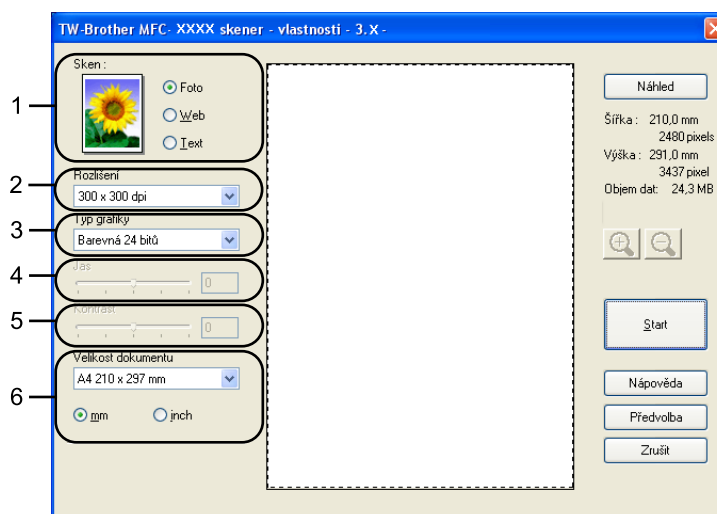 TW-Brother MFC- XXXX skener - vlastnosti - 3.X -
1
Sken :
Foto
Web
Text
2
Rozlišení
300 x 300 dpi
3
Typ grafiky
Barevná 24 bitů
4
Jas
0
5
Kontrast
0
6
Velikost dokumentu
A4 210 x 297 mm
mm
inch
Náhled
Šířka : 210,0 mm
2480 pixels
Výška : 291,0 mm
3437 pixel
Objem dat: 24,3 MB
Start
Nápověda
Předvolba
Zrušit